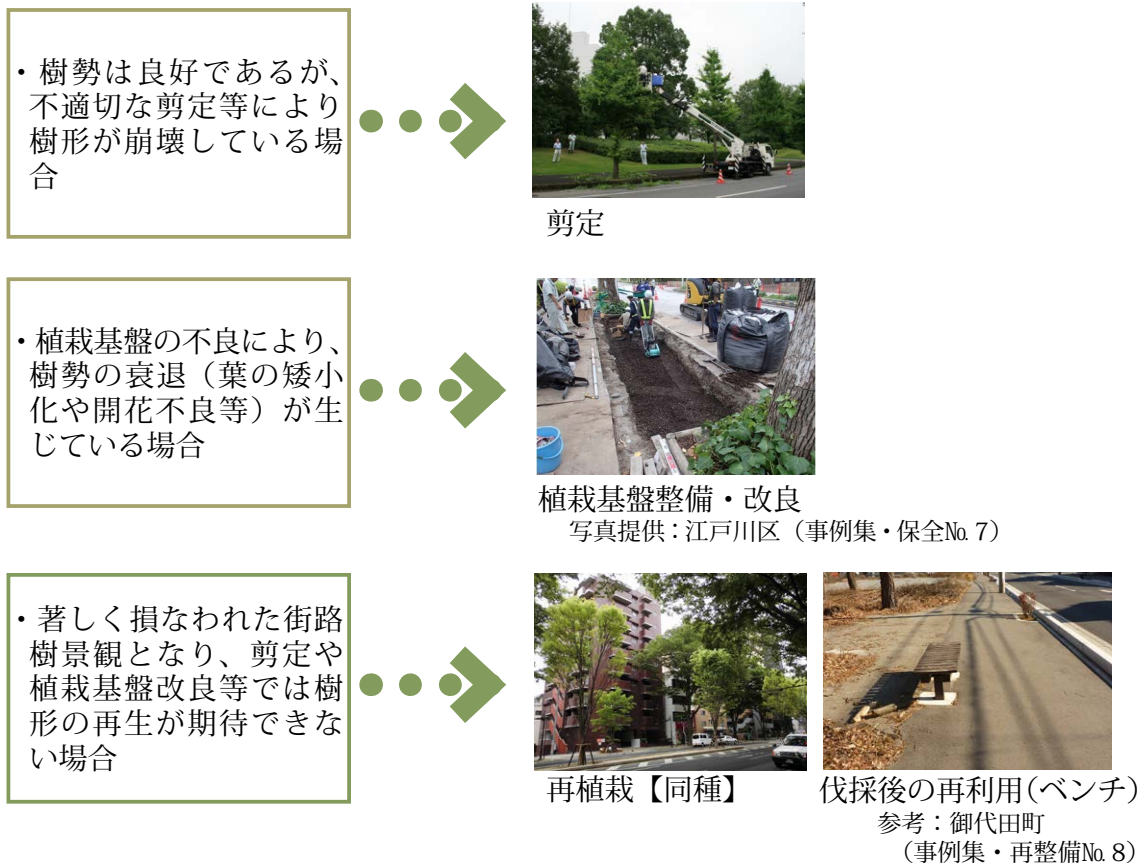 ・樹勢は良好であるが、
不適切な剪定等により
樹形が崩壊している場
合
剪定
・植栽基盤の不良により、
樹勢の衰退（葉の矮小
化や開花不良等）が生
じている場合
植栽基盤整備・改良
写真提供：江戸川区（事例集・保全№7）
・著しく損なわれた街路
樹景観となり、剪定や
植栽基盤改良等では樹
形の再生が期待できな
い場合
再植栽【同種】
伐採後の再利用（ベンチ）
参考：御代田町
（事例集・再整備№8）